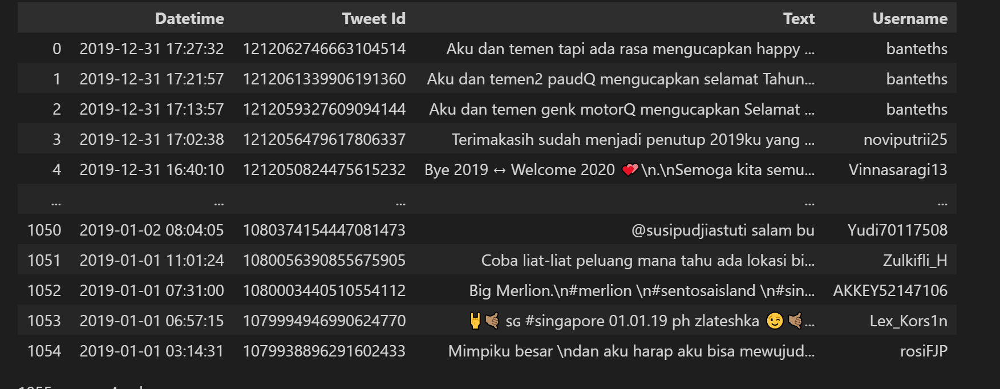 Datetime Tweet Id Text Username
0 2019-12-31 17:27:32 1212062746663104514 Aku dan temen tapi ada rasa mengucapkan happy ... banteths
1 2019-12-31 17:21:57 1212061339906191360 Aku dan temen2 paudQ mengucapkan selamat Tahun... banteths
2 2019-12-31 17:13:57 1212059327609094144 Aku dan temen genk motorQ mengucapkan Selamat ... banteths
3 2019-12-31 17:02:38 1212056479617806337 Terimakasih sudah menjadi penutup 2019ku yang ... noviputrii25
4 2019-12-31 16:40:10 1212050824475615232 Bye 2019 ↔ Welcome 2020 💕\n.\nSemoga kita semu... Vinnasaragi13
... ... ... ... ...
1050 2019-01-02 08:04:05 1080374154447081473 @susipudjiastuti salam bu Yudi70117508
1051 2019-01-01 11:01:24 1080056390855675905 Coba liat-liat peluang mana tahu ada lokasi bi... Zulkifli_H
1052 2019-01-01 07:31:00 1080003440510554112 Big Merlion.\n#merlion \n#sentosaisland \n#sin... AKKEY52147106
1053 2019-01-01 06:57:15 1079994946990624770 🤘🤙🏽 sɢ #singapore 01.01.19 ph zlateshka 😉🤙🏽... Lex_Kors1n
1054 2019-01-01 03:14:31 1079938896291602433 Mimpiku besar \ndan aku harap aku bisa mewujud... rosiFJP